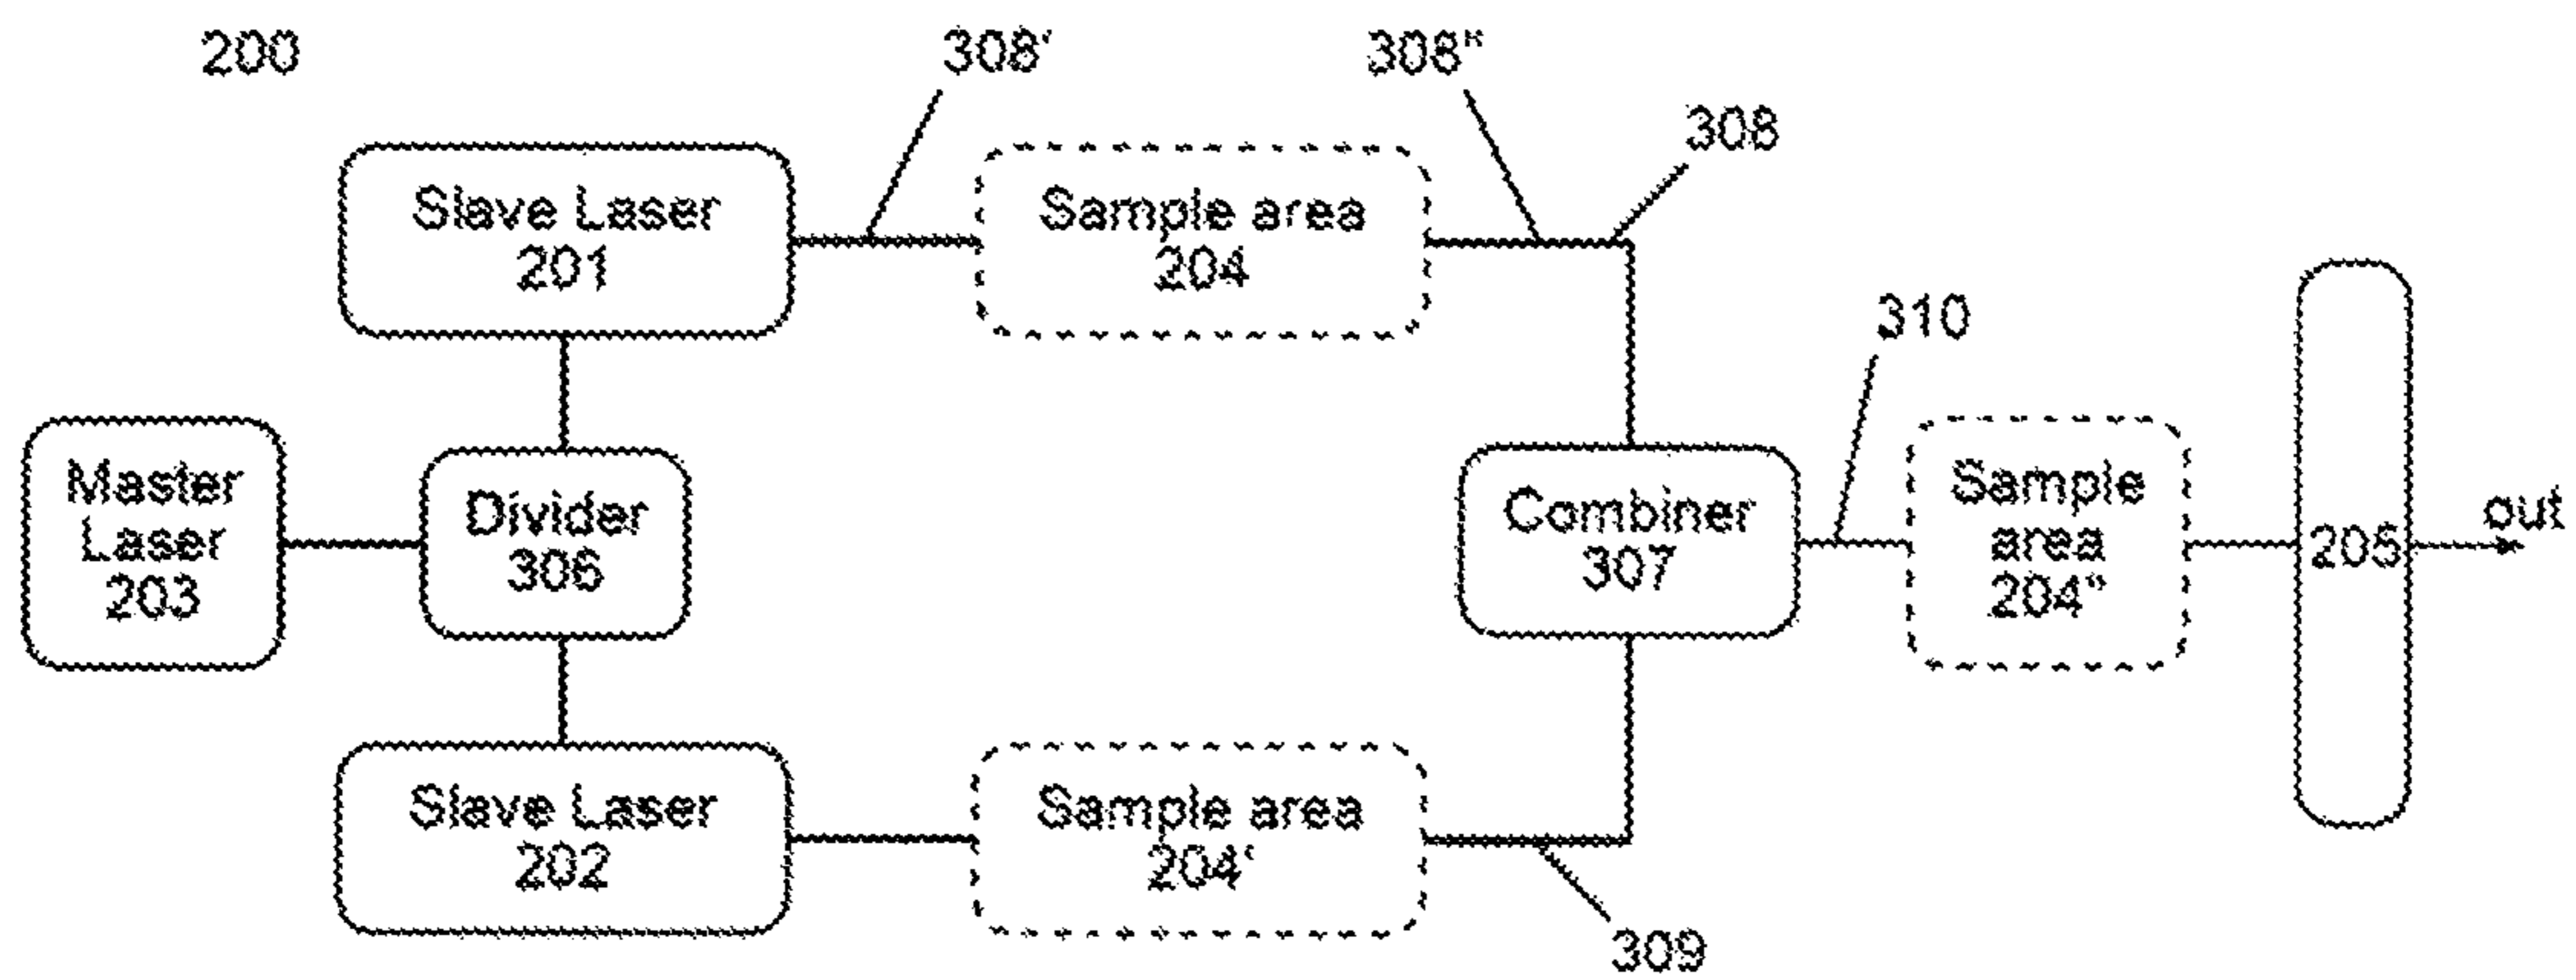 200
308'
308"
308
Slave Laser
201
Sample area
204
310
Master
Laser
203
Divider
306
Combiner
307
Sample
area
204"
205
out
Slave Laser
202
Sample area
204'
309